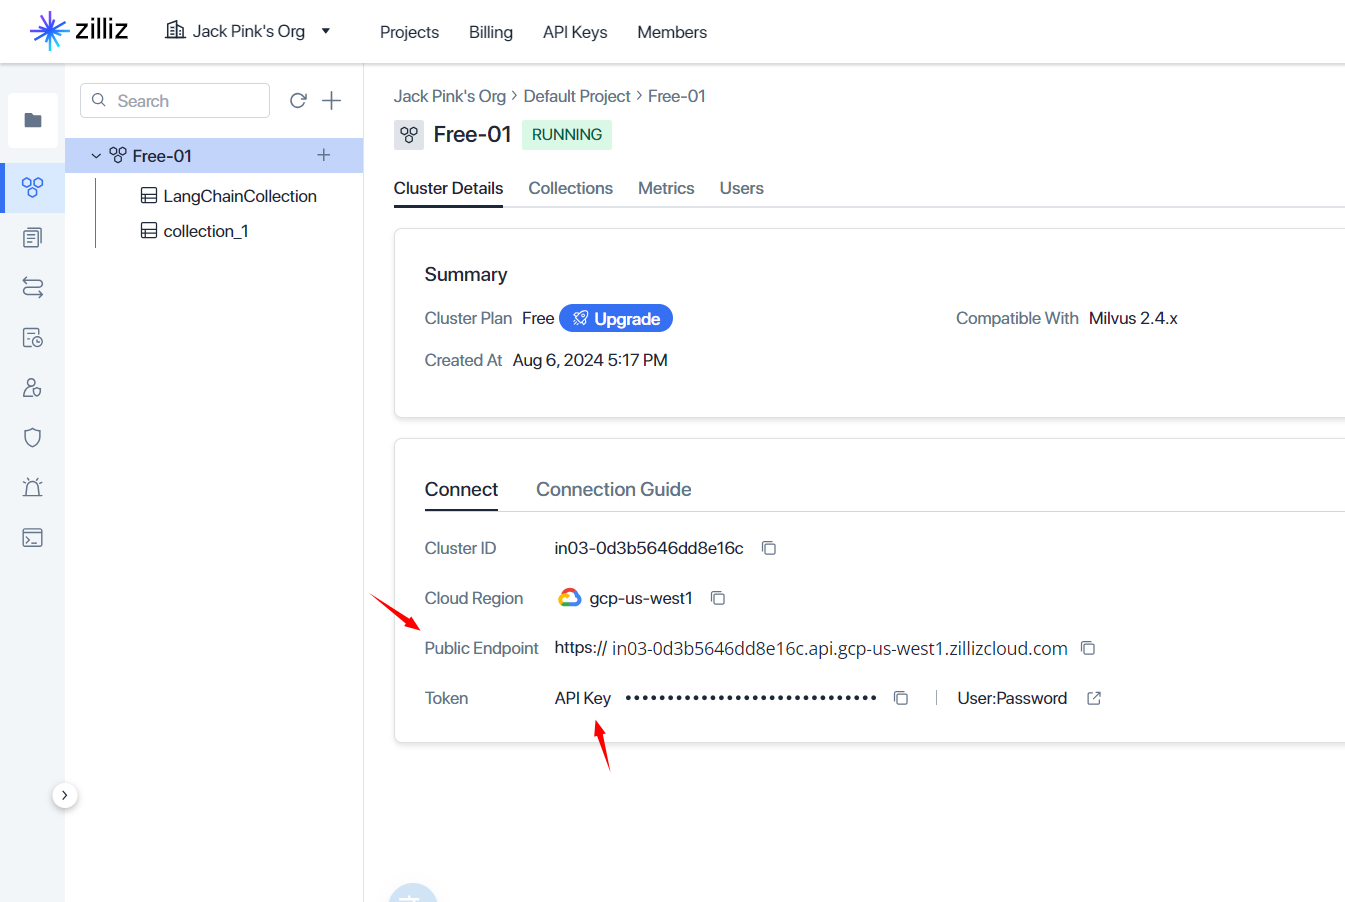 zilliz Jack Pink's Org Projects Billing API Keys Members
Search
Free-01
LangChainCollection
collection_1
Jack Pink's Org > Default Project > Free-01
Free-01 RUNNING
Cluster Details Collections Metrics Users
Summary
Cluster Plan Free Upgrade Compatible With Milvus 2.4.x
Created At Aug 6, 2024 5:17 PM
Connect Connection Guide
Cluster ID in03-0d3b5646dd8e16c
Cloud Region gcp-us-west1
Public Endpoint https:// in03-0d3b5646dd8e16c.api.gcp-us-west1.zillizcloud.com
Token API Key •••••••••••••••••••••••••••• | User:Password